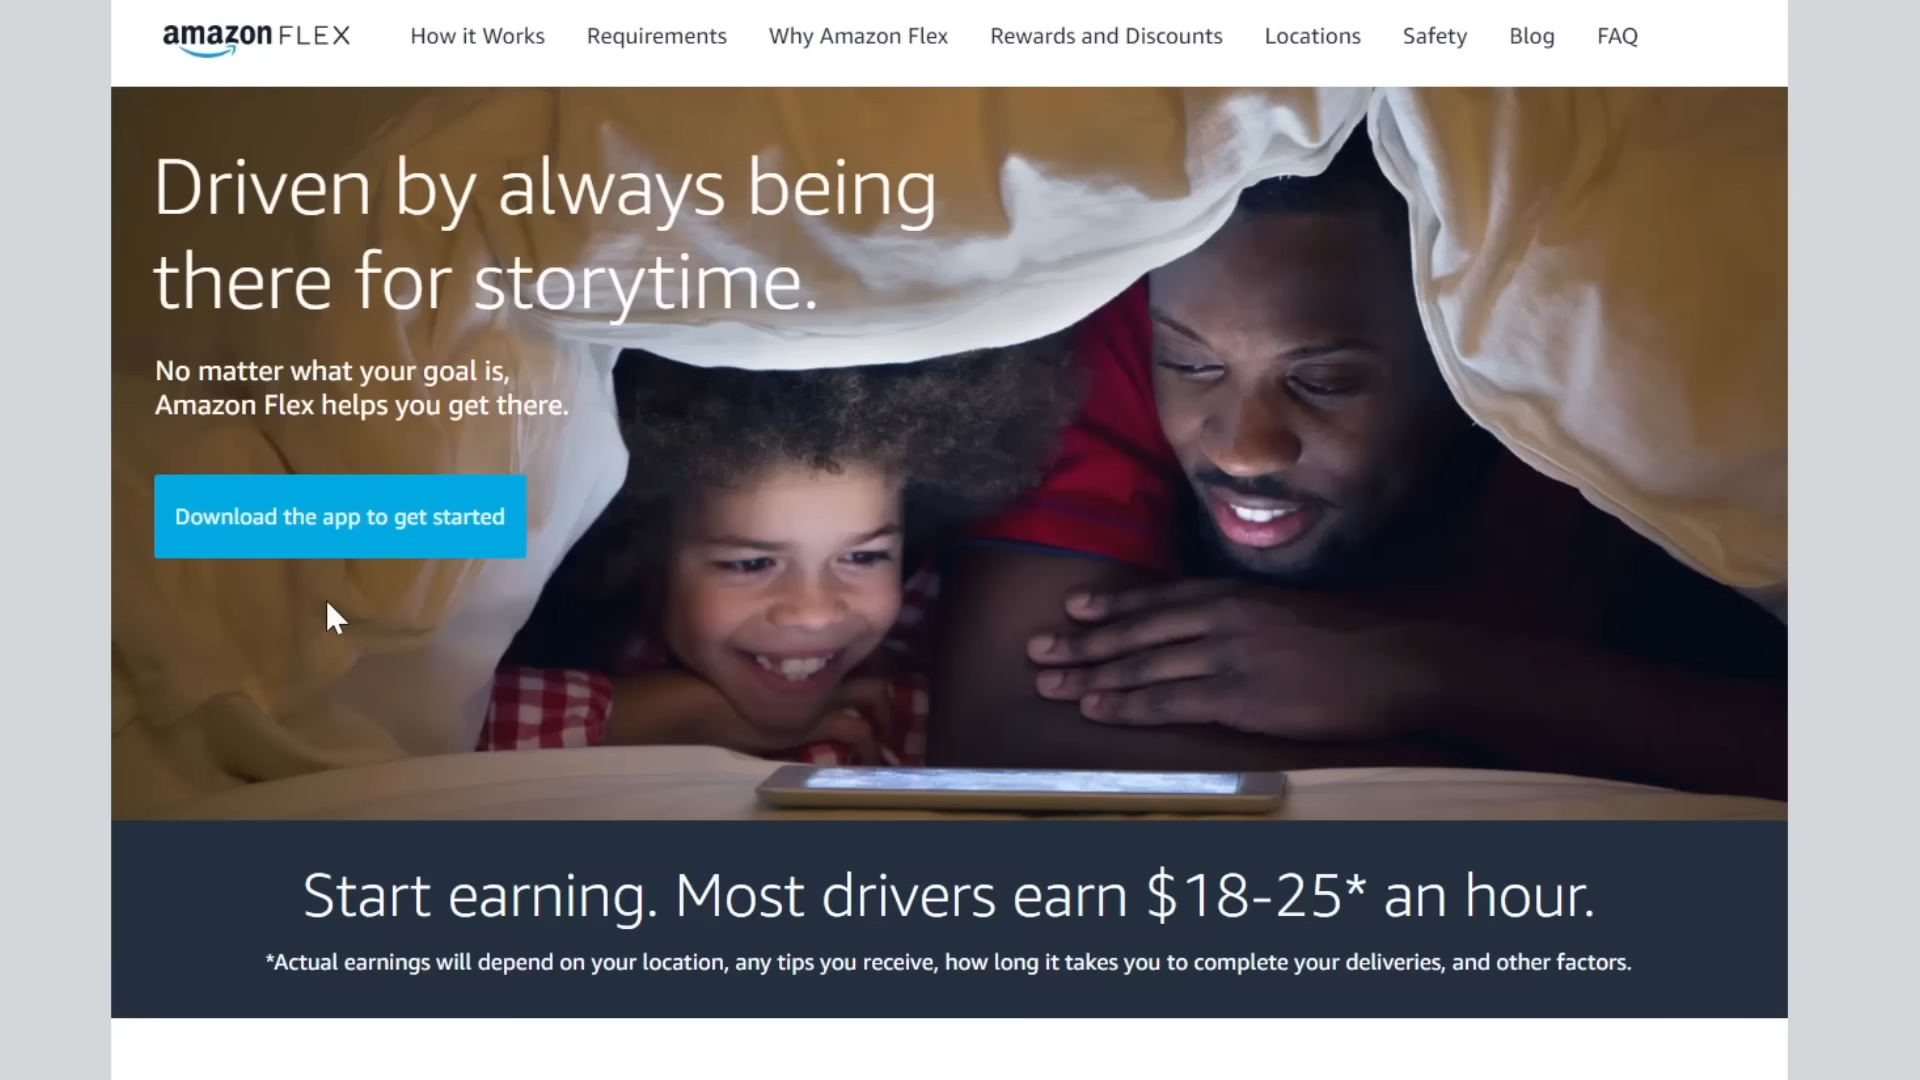 amazon FLEX
How it Works
Requirements
Why Amazon Flex
Rewards and Discounts
Locations
Safety
Blog
FAQ
Driven by always being
there for storytime.
No matter what your goal is,
Amazon Flex helps you get there.
Download the app to get started
Start earning. Most drivers earn $18-25* an hour.
*Actual earnings will depend on your location, any tips you receive, how long it takes you to complete your deliveries, and other factors.